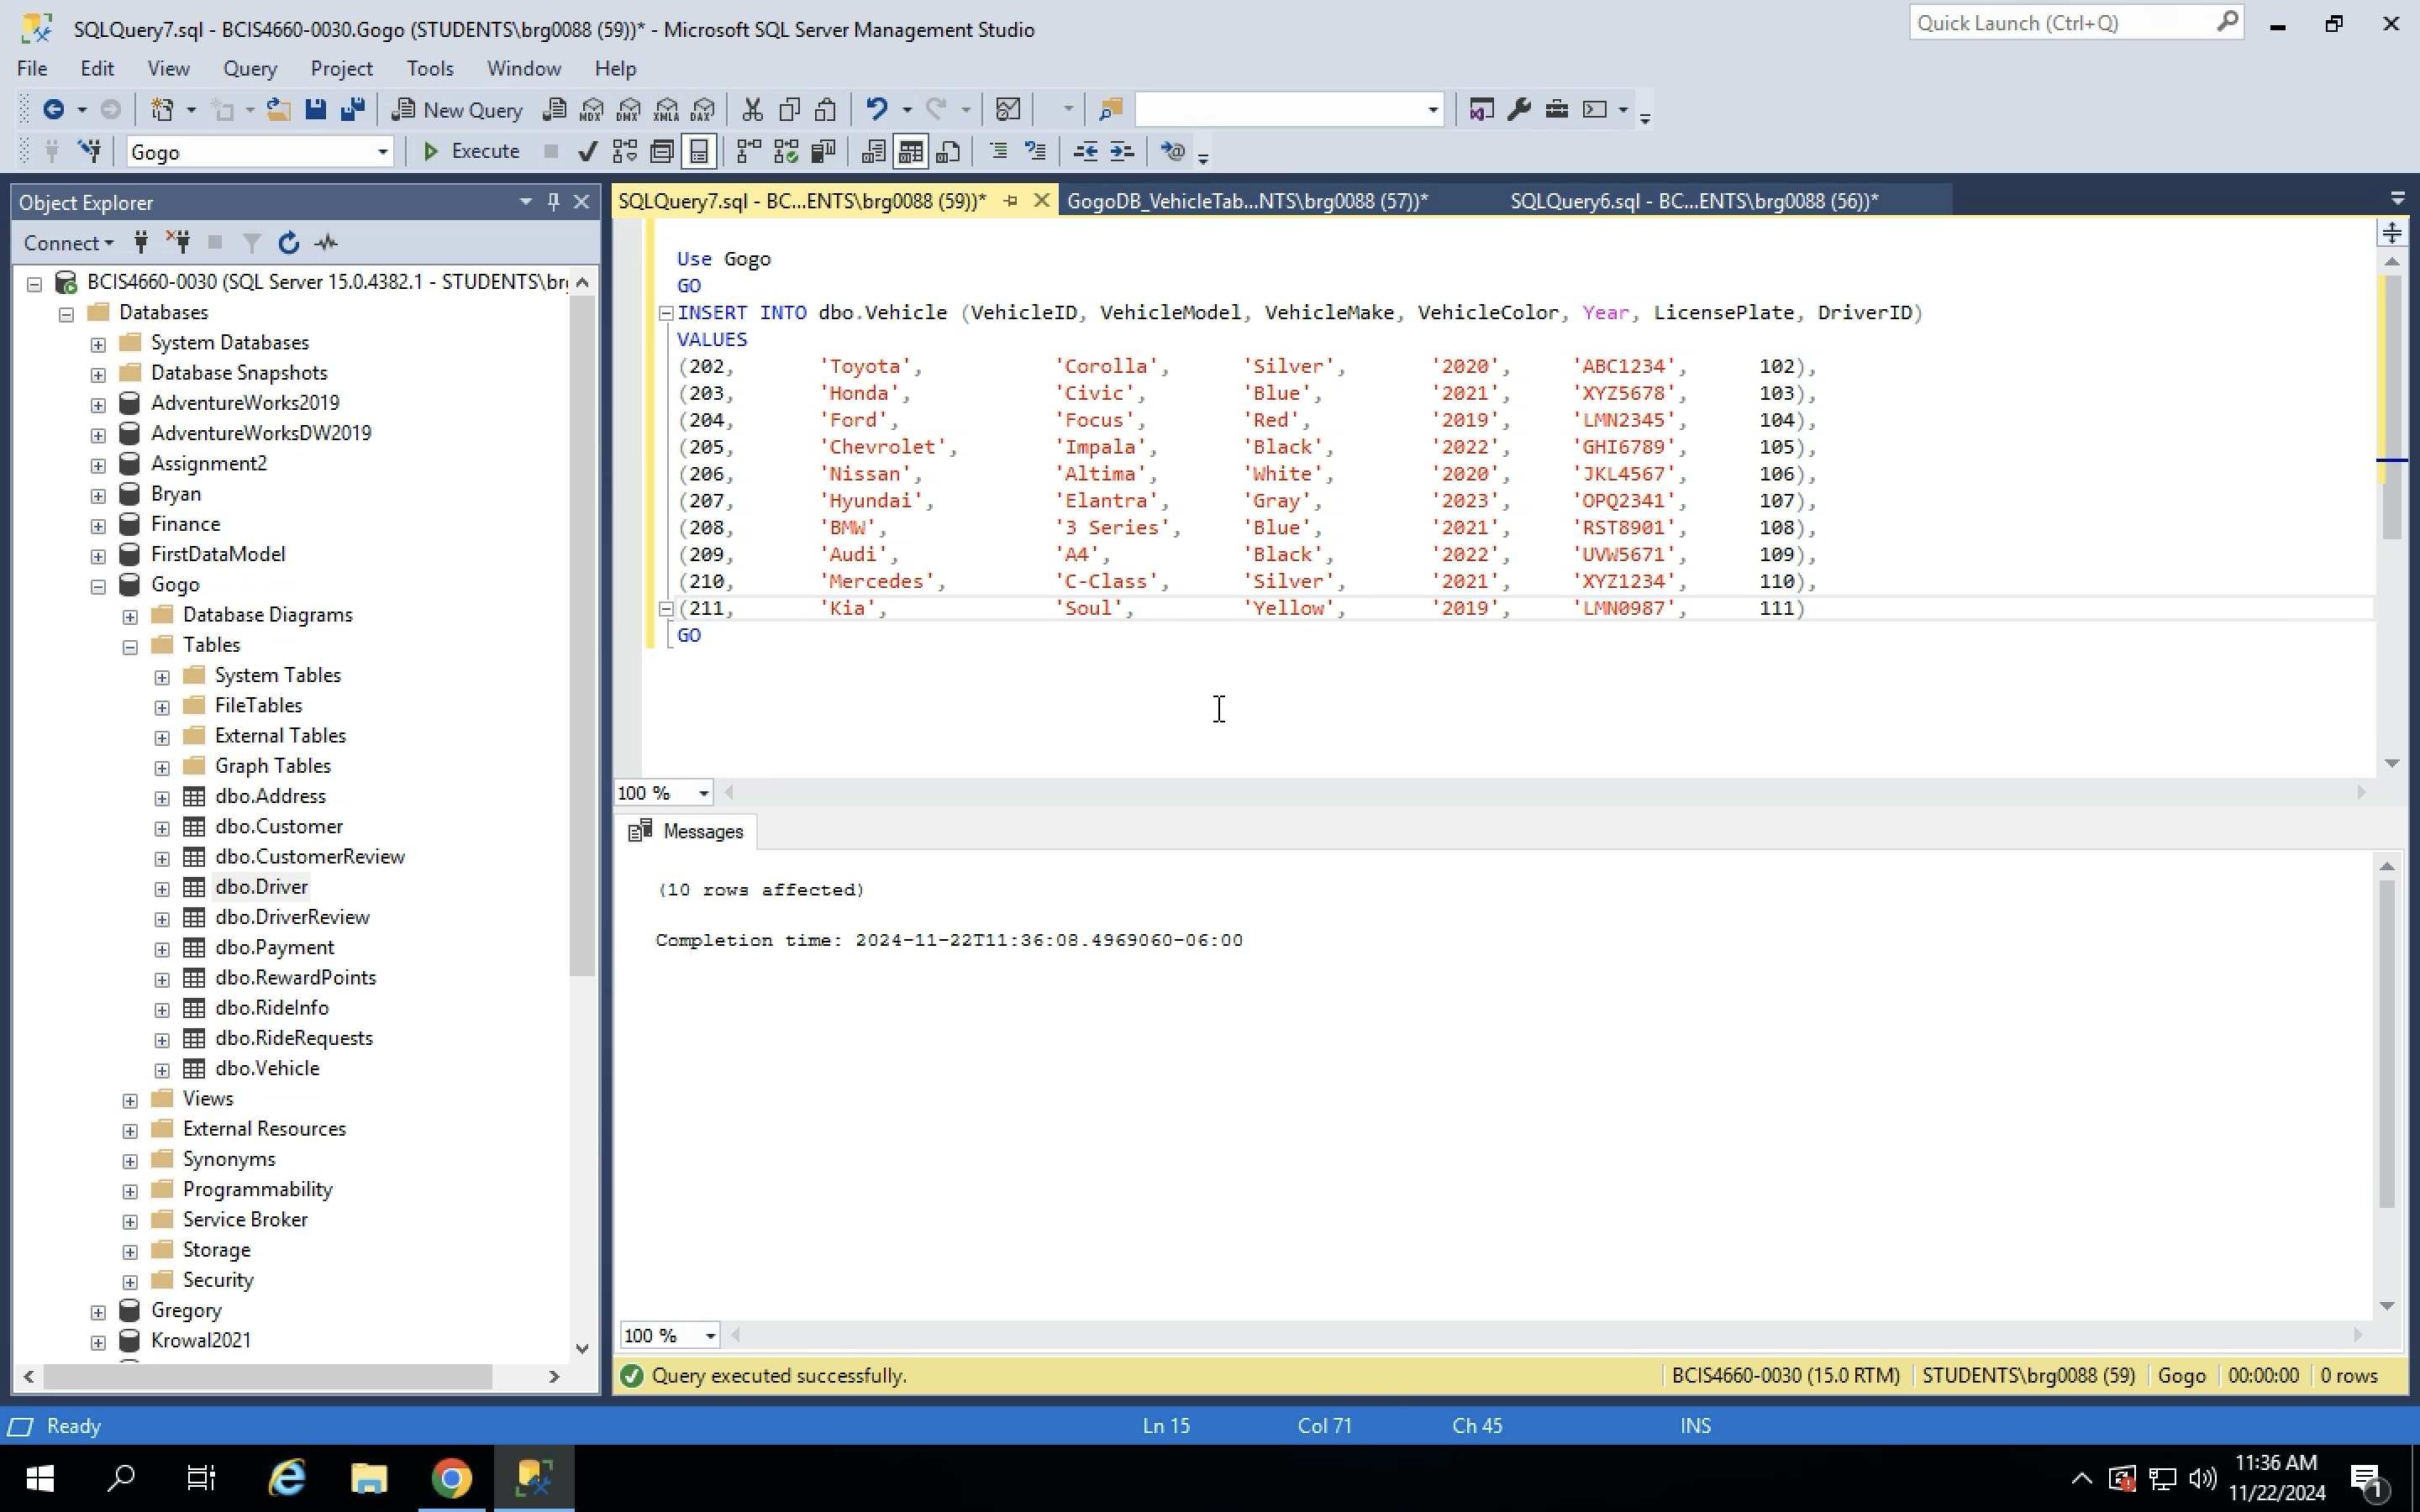 SQLQuery7.sql - BCIS4660-0030.Gogo (STUDENTS\brg0088 (59))* - Microsoft SQL Server Management Studio
Quick Launch (Ctrl+Q)
File Edit View Query Project Tools Window Help
New Query MDX DMX XMLA DAX
Gogo Execute
Object Explorer
Connect
BCIS4660-0030 (SQL Server 15.0.4382.1 - STUDENTS\br
Databases
System Databases
Database Snapshots
AdventureWorks2019
AdventureWorksDW2019
Assignment2
Bryan
Finance
FirstDataModel
Gogo
Database Diagrams
Tables
System Tables
FileTables
External Tables
Graph Tables
dbo.Address
dbo.Customer
dbo.CustomerReview
dbo.Driver
dbo.DriverReview
dbo.Payment
dbo.RewardPoints
dbo.RideInfo
dbo.RideRequests
dbo.Vehicle
Views
External Resources
Synonyms
Programmability
Service Broker
Storage
Security
Gregory
Krowal2021
SQLQuery7.sql - BC...ENTS\brg0088 (59))* GogoDB_VehicleTab...NTS\brg0088 (57))* SQLQuery6.sql - BC...ENTS\brg0088 (56))*
Use Gogo
GO
INSERT INTO dbo.Vehicle (VehicleID, VehicleModel, VehicleMake, VehicleColor, Year, LicensePlate, DriverID)
VALUES
(202, 'Toyota', 'Corolla', 'Silver', '2020', 'ABC1234', 102),
(203, 'Honda', 'Civic', 'Blue', '2021', 'XYZ5678', 103),
(204, 'Ford', 'Focus', 'Red', '2019', 'LMN2345', 104),
(205, 'Chevrolet', 'Impala', 'Black', '2022', 'GHI6789', 105),
(206, 'Nissan', 'Altima', 'White', '2020', 'JKL4567', 106),
(207, 'Hyundai', 'Elantra', 'Gray', '2023', 'OPQ2341', 107),
(208, 'BMW', '3 Series', 'Blue', '2021', 'RST8901', 108),
(209, 'Audi', 'A4', 'Black', '2022', 'UVW5671', 109),
(210, 'Mercedes', 'C-Class', 'Silver', '2021', 'XYZ1234', 110),
(211, 'Kia', 'Soul', 'Yellow', '2019', 'LMN0987', 111)
GO
100 %
Messages
(10 rows affected)
Completion time: 2024-11-22T11:36:08.4969060-06:00
100 %
Query executed successfully. BCIS4660-0030 (15.0 RTM) STUDENTS\brg0088 (59) Gogo 00:00:00 0 rows
Ready Ln 15 Col 71 Ch 45 INS
11:36 AM
11/22/2024
1